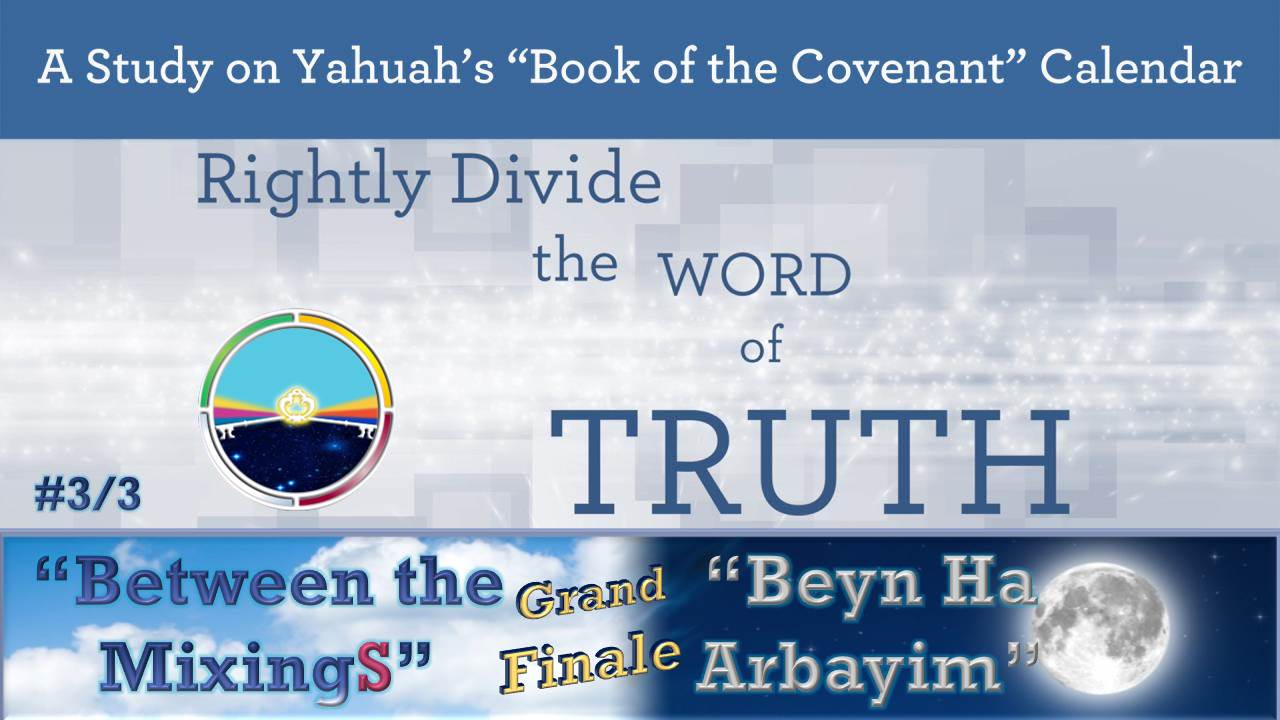 A Study on Yahuah’s “Book of the Covenant” Calendar
Rightly Divide
the WORD
of
TRUTH
#3/3
“Between the
MixingS”
Grand
Finale
“Beyn Ha
Arbayim”